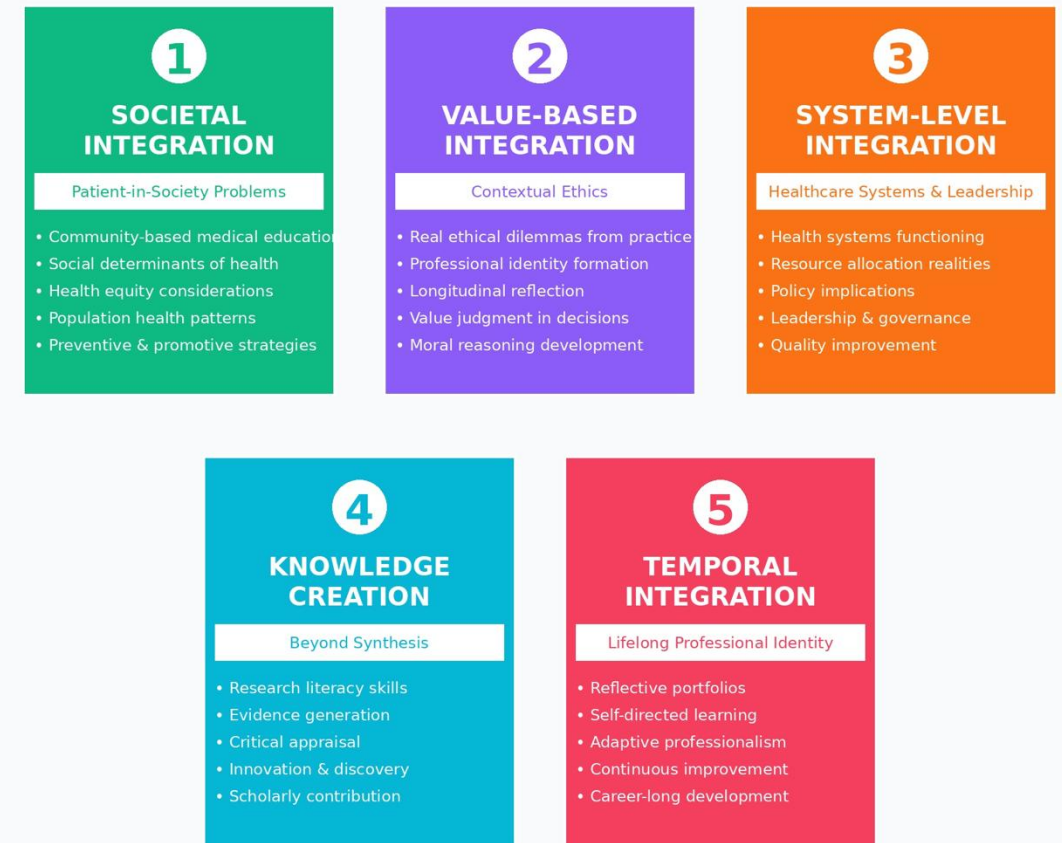 1
SOCIETAL
INTEGRATION
Patient-in-Society Problems
• Community-based medical education
• Social determinants of health
• Health equity considerations
• Population health patterns
• Preventive & promotive strategies
2
VALUE-BASED
INTEGRATION
Contextual Ethics
• Real ethical dilemmas from practice
• Professional identity formation
• Longitudinal reflection
• Value judgment in decisions
• Moral reasoning development
3
SYSTEM-LEVEL
INTEGRATION
Healthcare Systems & Leadership
• Health systems functioning
• Resource allocation realities
• Policy implications
• Leadership & governance
• Quality improvement
4
KNOWLEDGE
CREATION
Beyond Synthesis
• Research literacy skills
• Evidence generation
• Critical appraisal
• Innovation & discovery
• Scholarly contribution
5
TEMPORAL
INTEGRATION
Lifelong Professional Identity
• Reflective portfolios
• Self-directed learning
• Adaptive professionalism
• Continuous improvement
• Career-long development